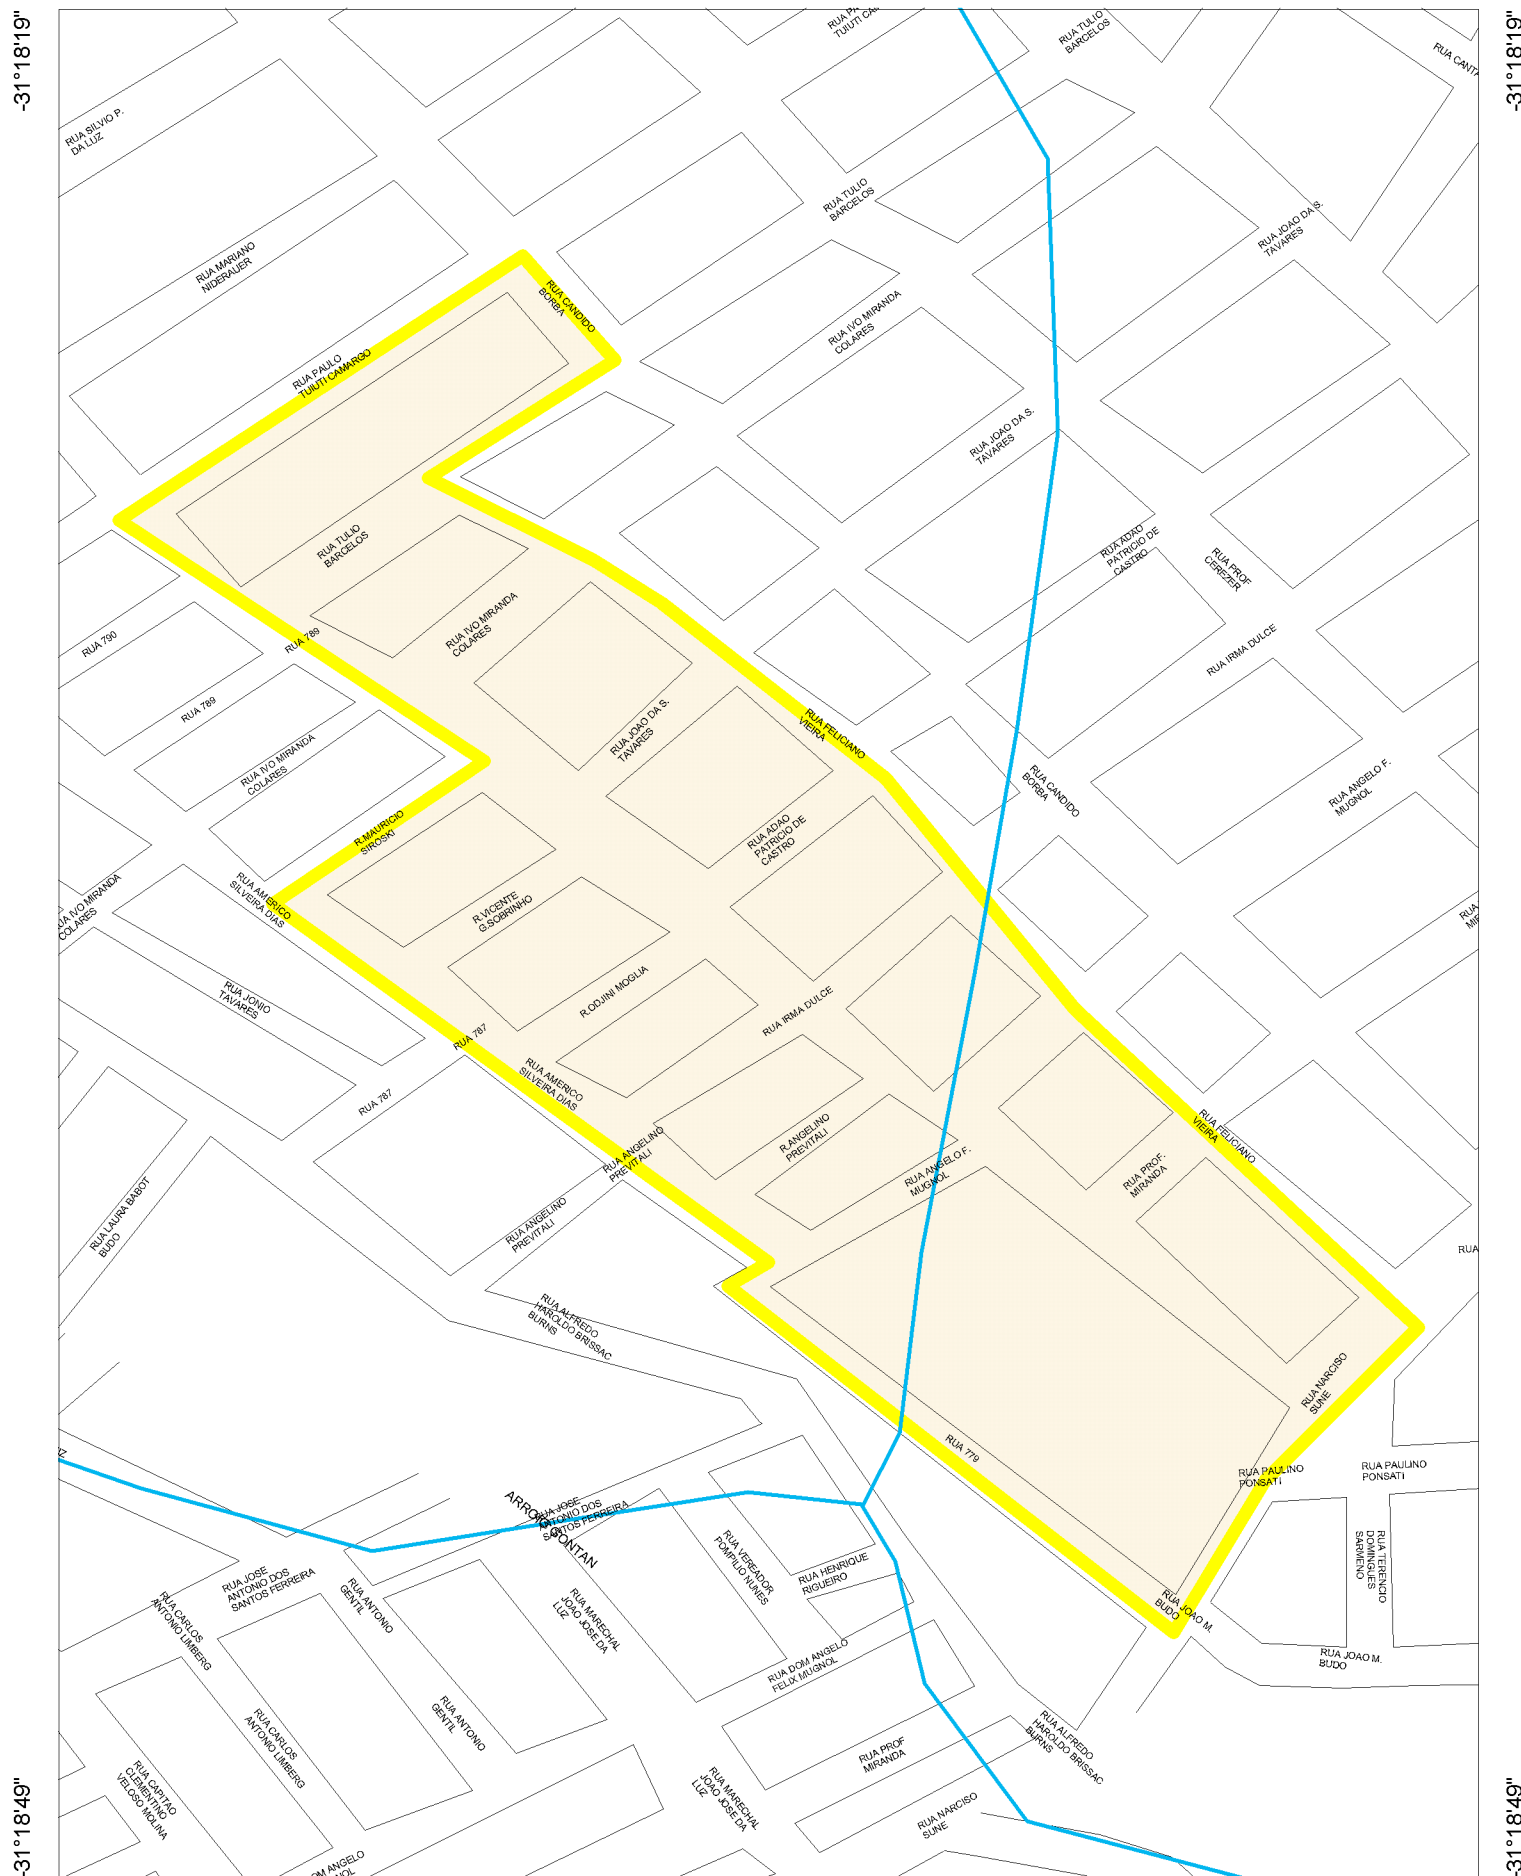 -31°18'19"
-31°18'19"
TUIUTI
RUA TULIO
BARCELOS
RUA SILVIO P.
DA LUZ
RUA TULIO
BARCELOS
RUA JOAO DA S.
TAVARES
RUA MARIANO
NIDERAUER
RUA CANDIDO
BORBA
RUA IVO MIRANDA
COLARES
RUA PAULO
TUIUTI CAMARGO
RUA JOAO DA S.
TAVARES
RUA TULIO
BARCELOS
RUA ADAO
PATRICIO DE
CASTRO
RUA PROF
CEREZER
RUA 790
RUA 789
RUA IVO MIRANDA
COLARES
RUA IRMA DULCE
RUA 789
RUA JOAO DA S.
TAVARES
RUA FELICIANO
VIEIRA
RUA IVO MIRANDA
COLARES
RUA CANDIDO
BORBA
RUA ANGELO F.
MUGNOL
R.MAURICIO
SIROSKI
RUA ADAO
PATRICIO DE
CASTRO
RUA AMERICO
SILVEIRA DIAS
IVO MIRANDA
COLARES
R.VICENTE
G.SOBRINHO
RUA
R.ODJINI MOGLIA
RUA JONIO
TAVARES
RUA IRMA DULCE
RUA 787
RUA AMERICO
SILVEIRA DIAS
RUA 787
RUA ANGELINO
PREVITALI
R.ANGELINO
PREVITALI
RUA FELICIANO
VIEIRA
RUA ANGELO F.
MUGNOL
RUA PROF.
MIRANDA
RUA LAURA BABOT
BUDO
RUA ANGELINO
PREVITALI
RUA
RUA ALFREDO
HAROLDO BRISSAC
BURNS
RUA NARCISO
SUNE
RUA 779
RUA PAULINO
PONSATI
RUA PAULINO
PONSATI
ARROIO GONTAN
RUA JOSE
ANTONIO DOS
SANTOS FERREIRA
RUA VEREADOR
POMPILIO NUNES
RUA HENRIQUE
RIGUEIRO
RUA TERENCIO
DOMINGUES
SARMENO
RUA JOSE
ANTONIO DOS
SANTOS FERREIRA
RUA ANTONIO
GENTIL
RUA CARLOS
ANTONIO LIMBERG
RUA MARECHAL
JOAO JOSE DA
LUZ
RUA JOAO M.
BUDO
RUA JOAO M.
BUDO
RUA DOM ANGELO
FELIX MUGNOL
RUA ANTONIO
GENTIL
RUA CARLOS
ANTONIO LIMBERG
RUA PROF
MIRANDA
RUA ALFREDO
HAROLDO BRISSAC
BURNS
RUA CAPITAO
CLEMENTINO
VELOSO MOLINA
RUA MARECHAL
JOAO JOSE DA
LUZ
RUA NARCISO
SUNE
ANGELO
-31°18'49"
-31°18'49"